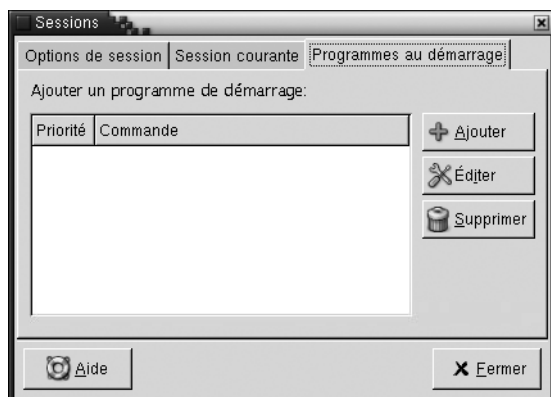 Sessions
Options de session Session courante Programmes au démarrage
Ajouter un programme de démarrage:
Priorité Commande
Ajouter
Éditer
Supprimer
Aide
Fermer